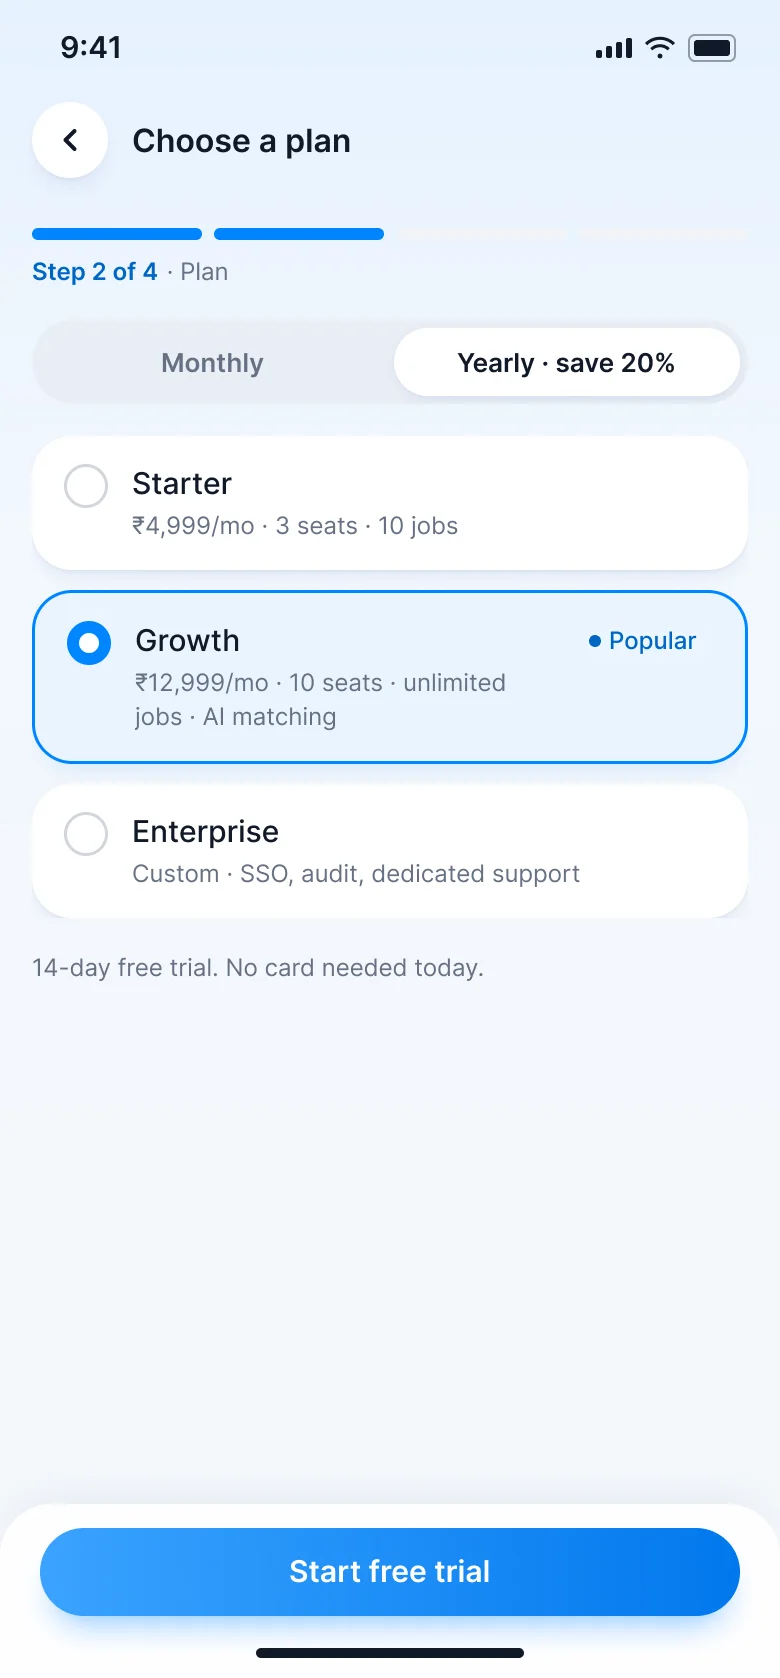 9:41
Choose a plan
Step 2 of 4 · Plan
Monthly
Yearly · save 20%
Starter
₹4,999/mo · 3 seats · 10 jobs
Growth
Popular
₹12,999/mo · 10 seats · unlimited
jobs · AI matching
Enterprise
Custom · SSO, audit, dedicated support
14-day free trial. No card needed today.
Start free trial